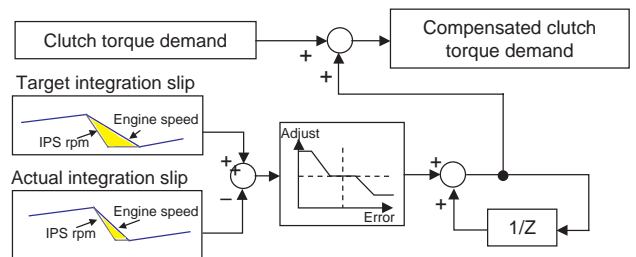 Clutch torque demand
+
+
Compensated clutch
torque demand
Target integration slip
Engine speed
IPS rpm
+
+
−
Adjust
Error
+
+
1/Z
Actual integration slip
Engine speed
IPS rpm